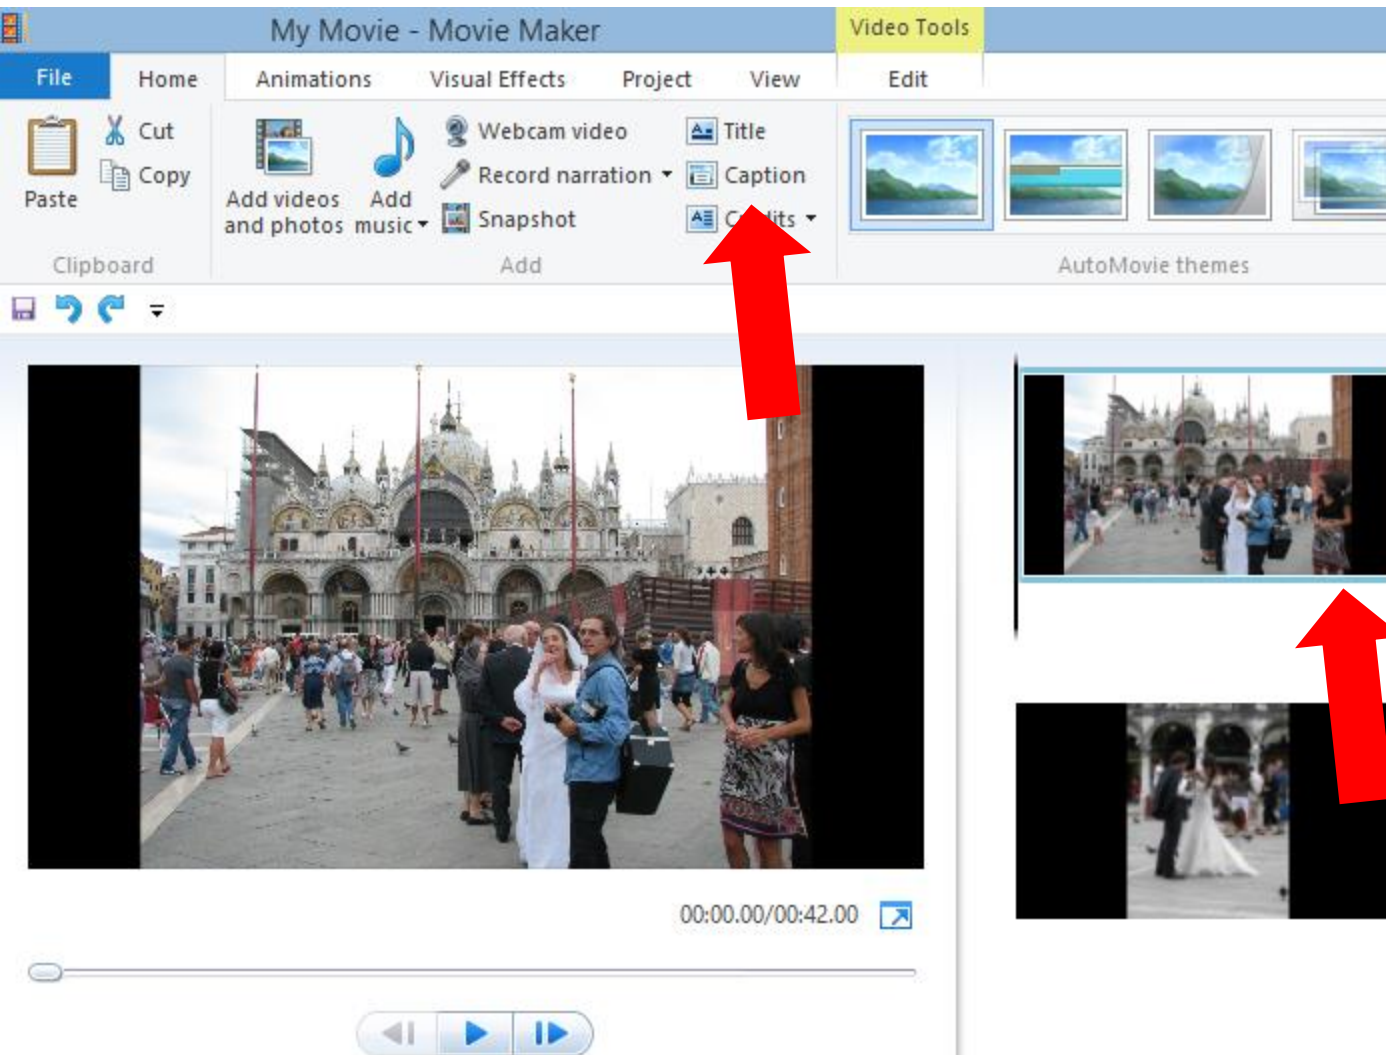 My Movie - Movie Maker
Video Tools
File Home Animations Visual Effects Project View Edit
Cut
Copy
Paste
Clipboard
Add videos
and photos
Add
music
Webcam video
Record narration
Snapshot
Title
Caption
Credits
Add
AutoMovie themes
00:00.00/00:42.00